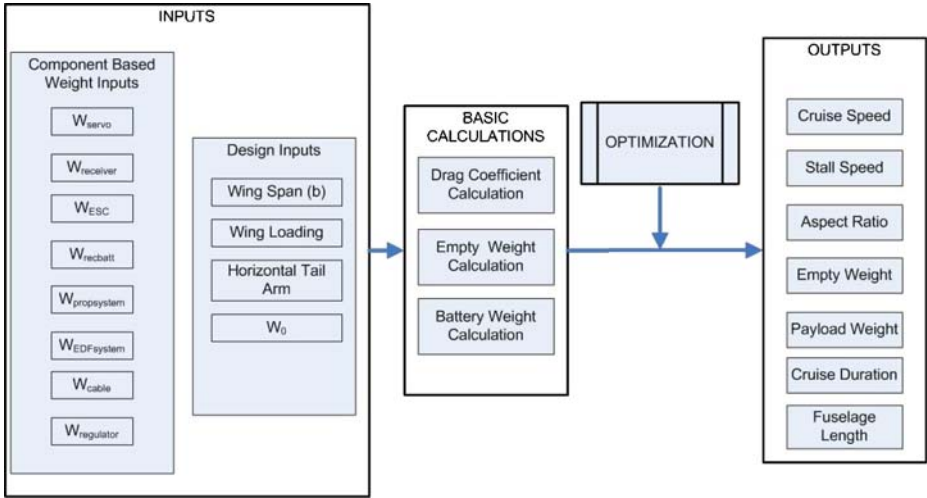 INPUTS
Component Based
Weight Inputs
Wservo
Wreceiver
WESC
Wrecbatt
Wpropsystem
WEDFsystem
Wcable
Wregulator
Design Inputs
Wing Span (b)
Wing Loading
Horizontal Tail
Arm
W0
BASIC
CALCULATIONS
Drag Coefficient
Calculation
Empty Weight
Calculation
Battery Weight
Calculation
OPTIMIZATION
OUTPUTS
Cruise Speed
Stall Speed
Aspect Ratio
Empty Weight
Payload Weight
Cruise Duration
Fuselage
Length